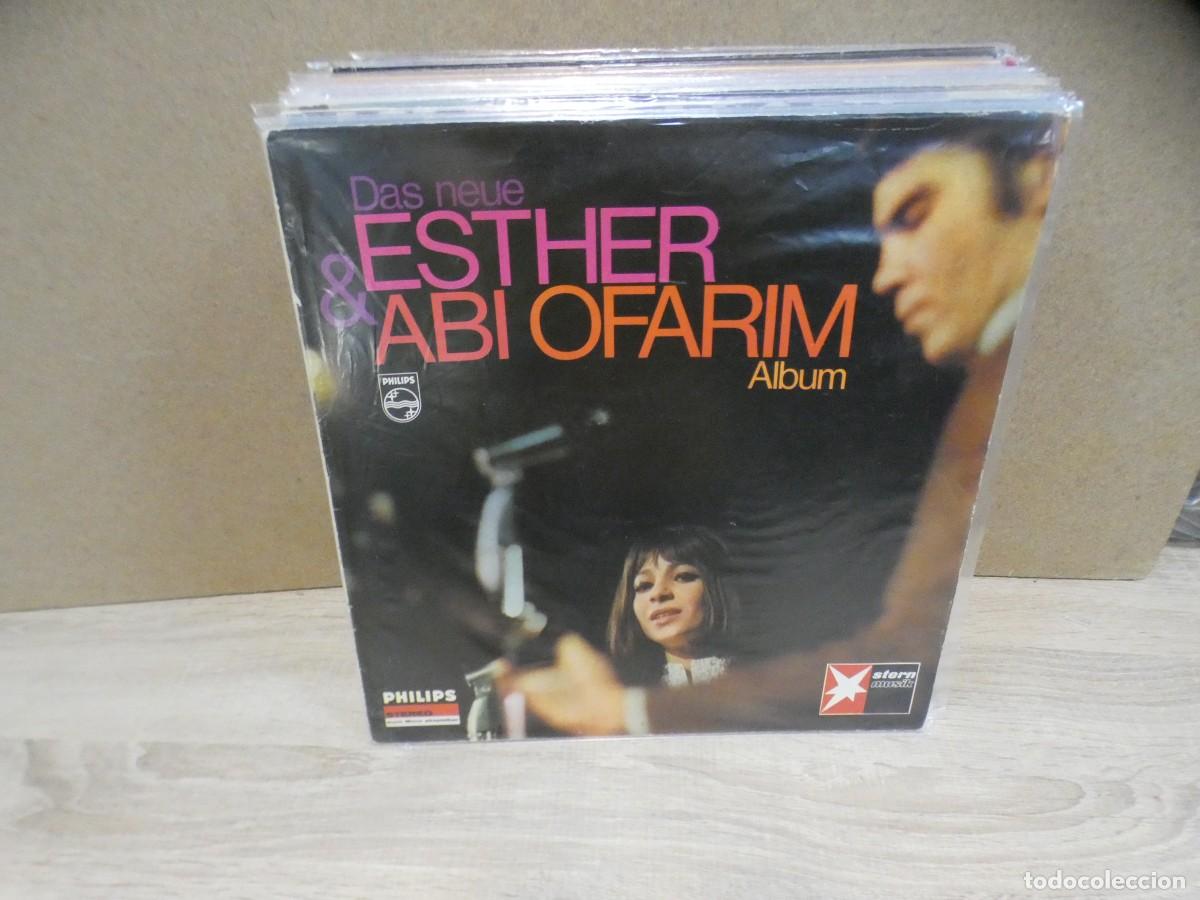 Das neue
ESTHER
& ABI OFARIM
Album
PHILIPS
PHILIPS
STEREO
stern
musik
todocoleccion